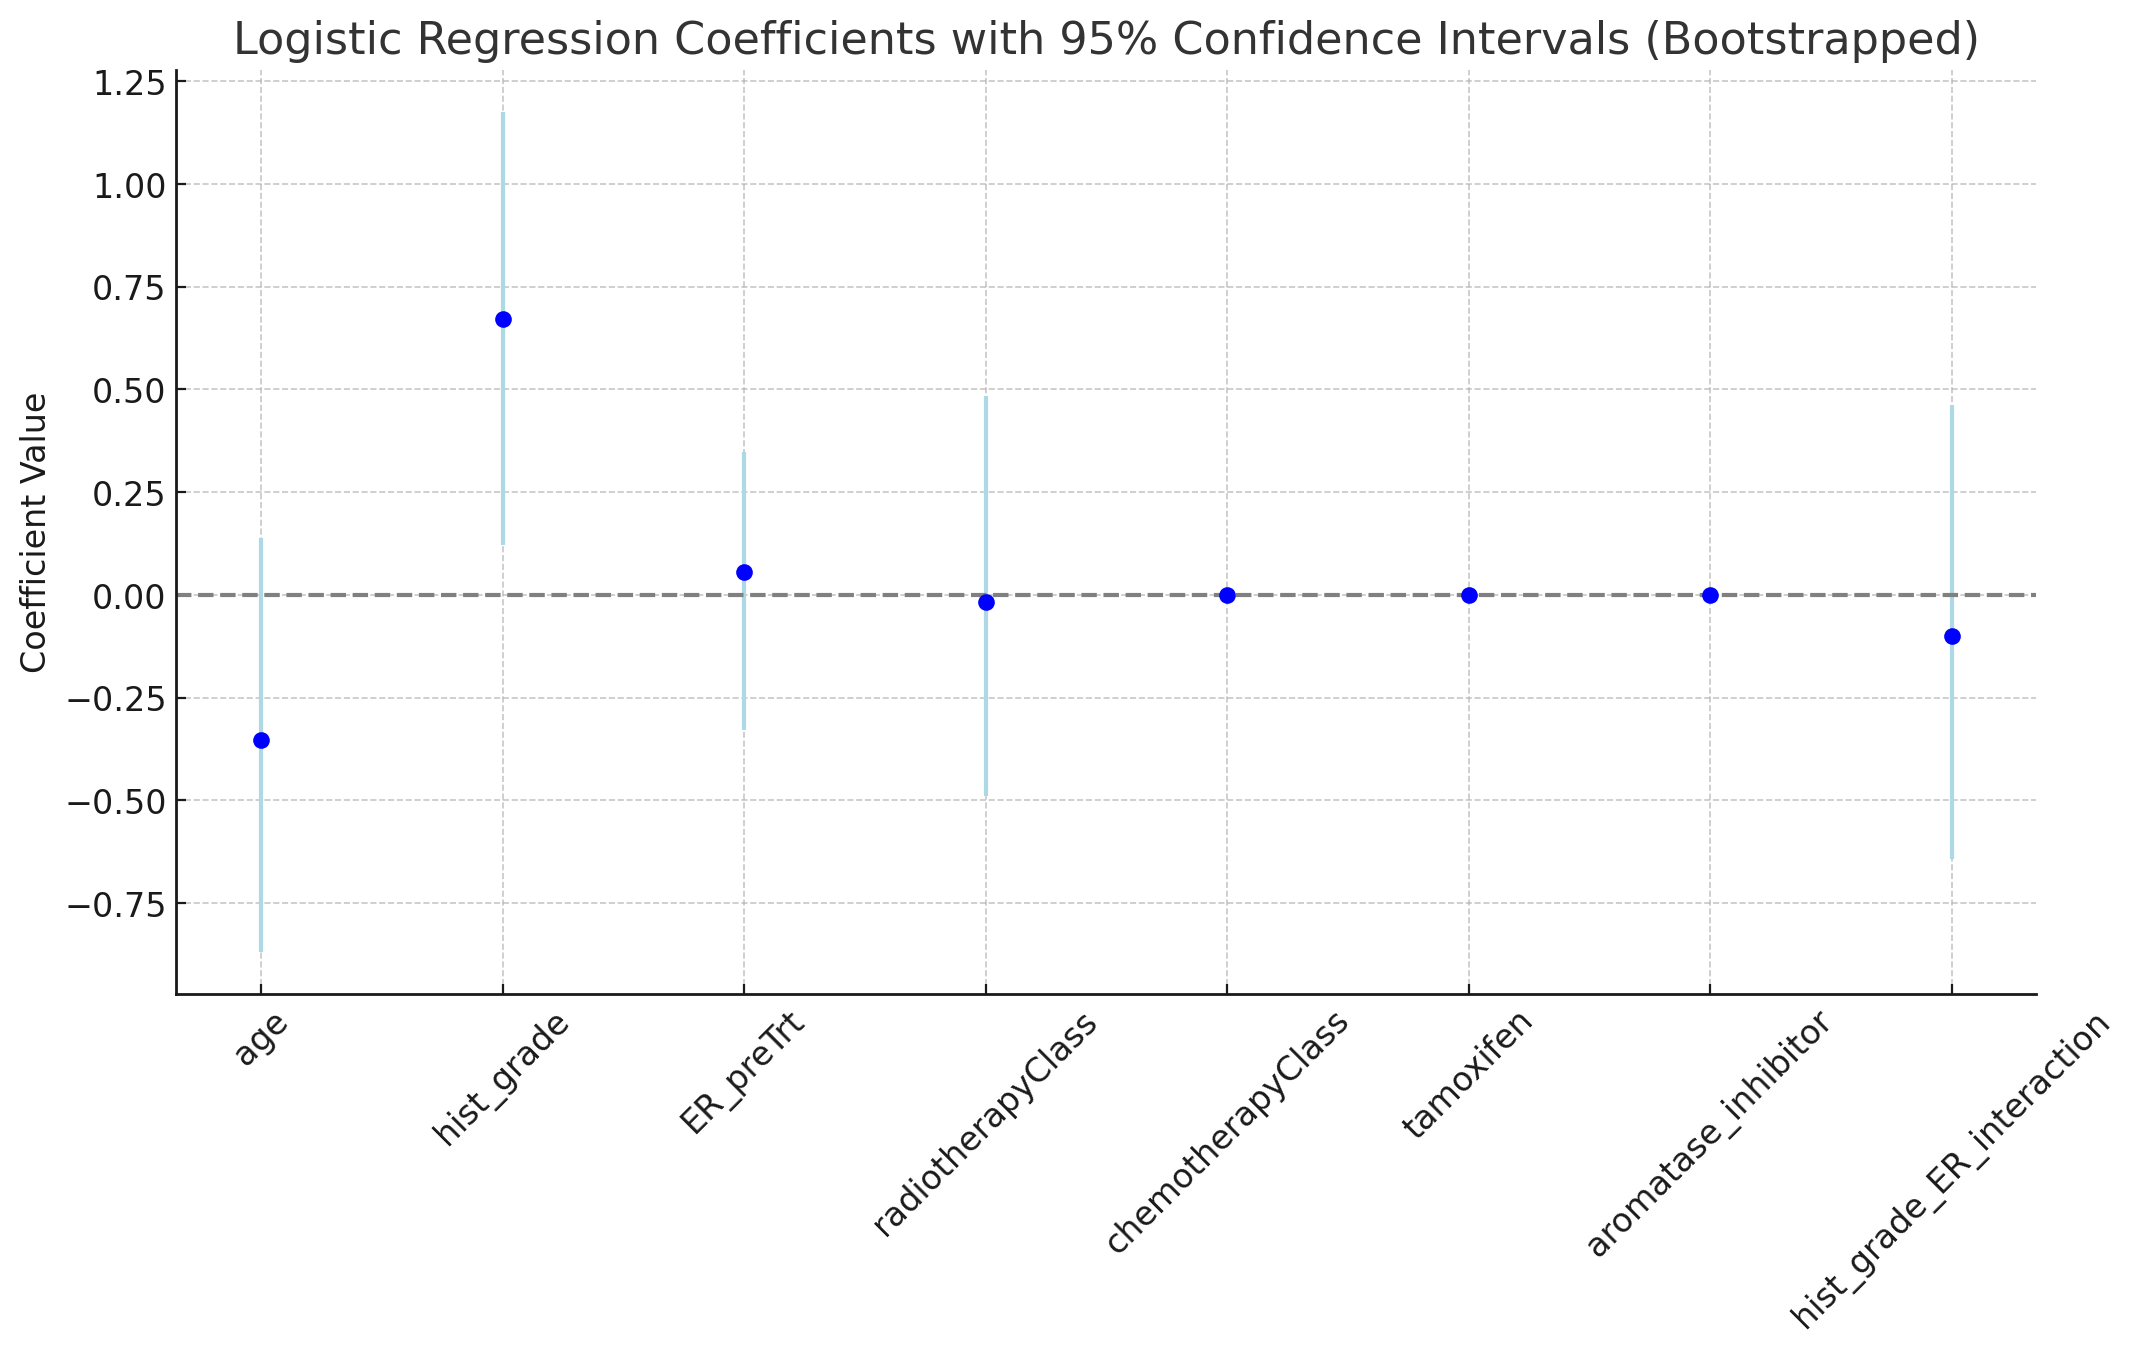 Logistic Regression Coefficients with 95% Confidence Intervals (Bootstrapped)
Coefficient Value
1.25
1.00
0.75
0.50
0.25
0.00
−0.25
−0.50
−0.75
age
hist_grade
ER_preTrt
radiotherapyClass
chemotherapyClass
tamoxifen
aromatase_inhibitor
hist_grade_ER_interaction